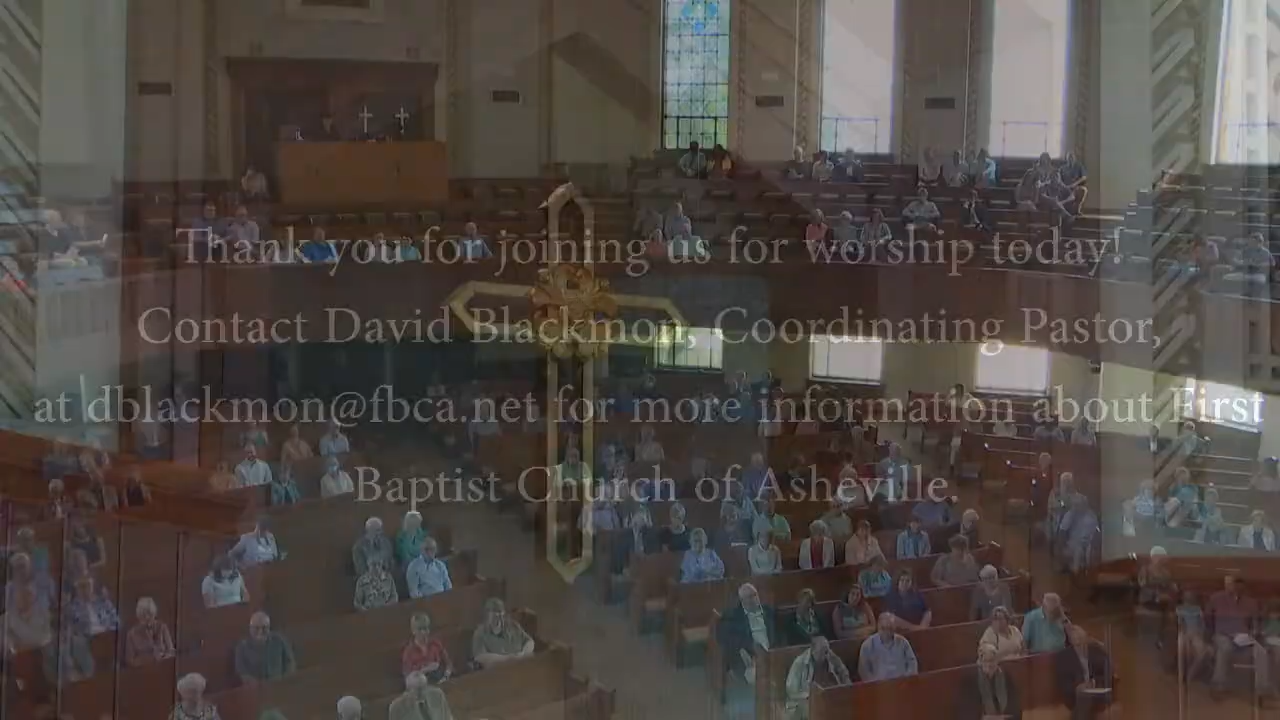 Thank you for joining us for worship today!
Contact David Blackmon, Coordinating Pastor,
at dblackmon@fbca.net for more information about First
Baptist Church of Asheville.